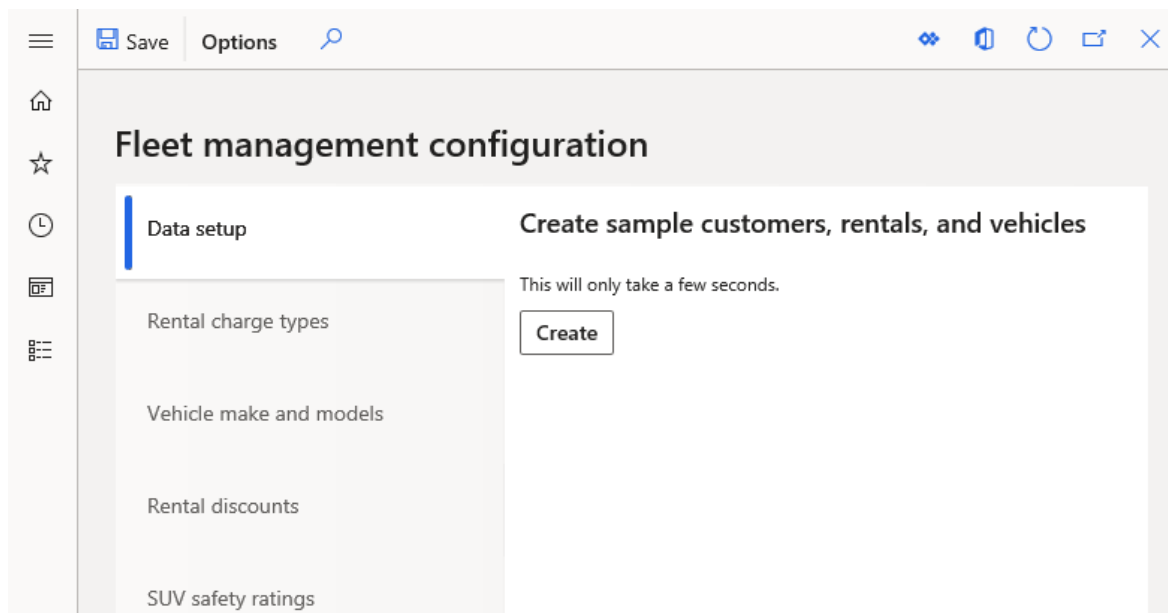 Save Options
Fleet management configuration
Data setup
Rental charge types
Vehicle make and models
Rental discounts
SUV safety ratings
Create sample customers, rentals, and vehicles
This will only take a few seconds.
Create